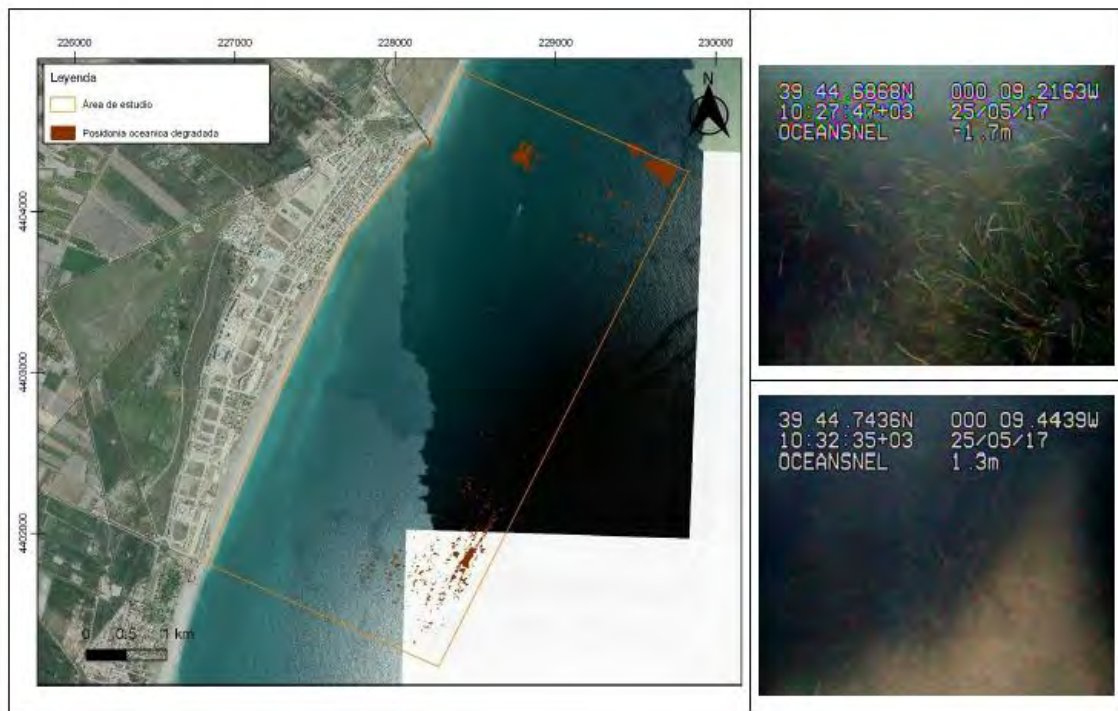 226000 227000 228000 229000 230000
Leyenda
Área de estudio
Posidonia oceanica degradada
N
4404000
4403000
4402000
0 0.5 1 km
39 44.6868N 000 09.2163W
10:27:47+03 25/05/17
OCEANSNEL -1.7m
39 44.7436N 000 09.4439W
10:32:35+03 25/05/17
OCEANSNEL 1.3m